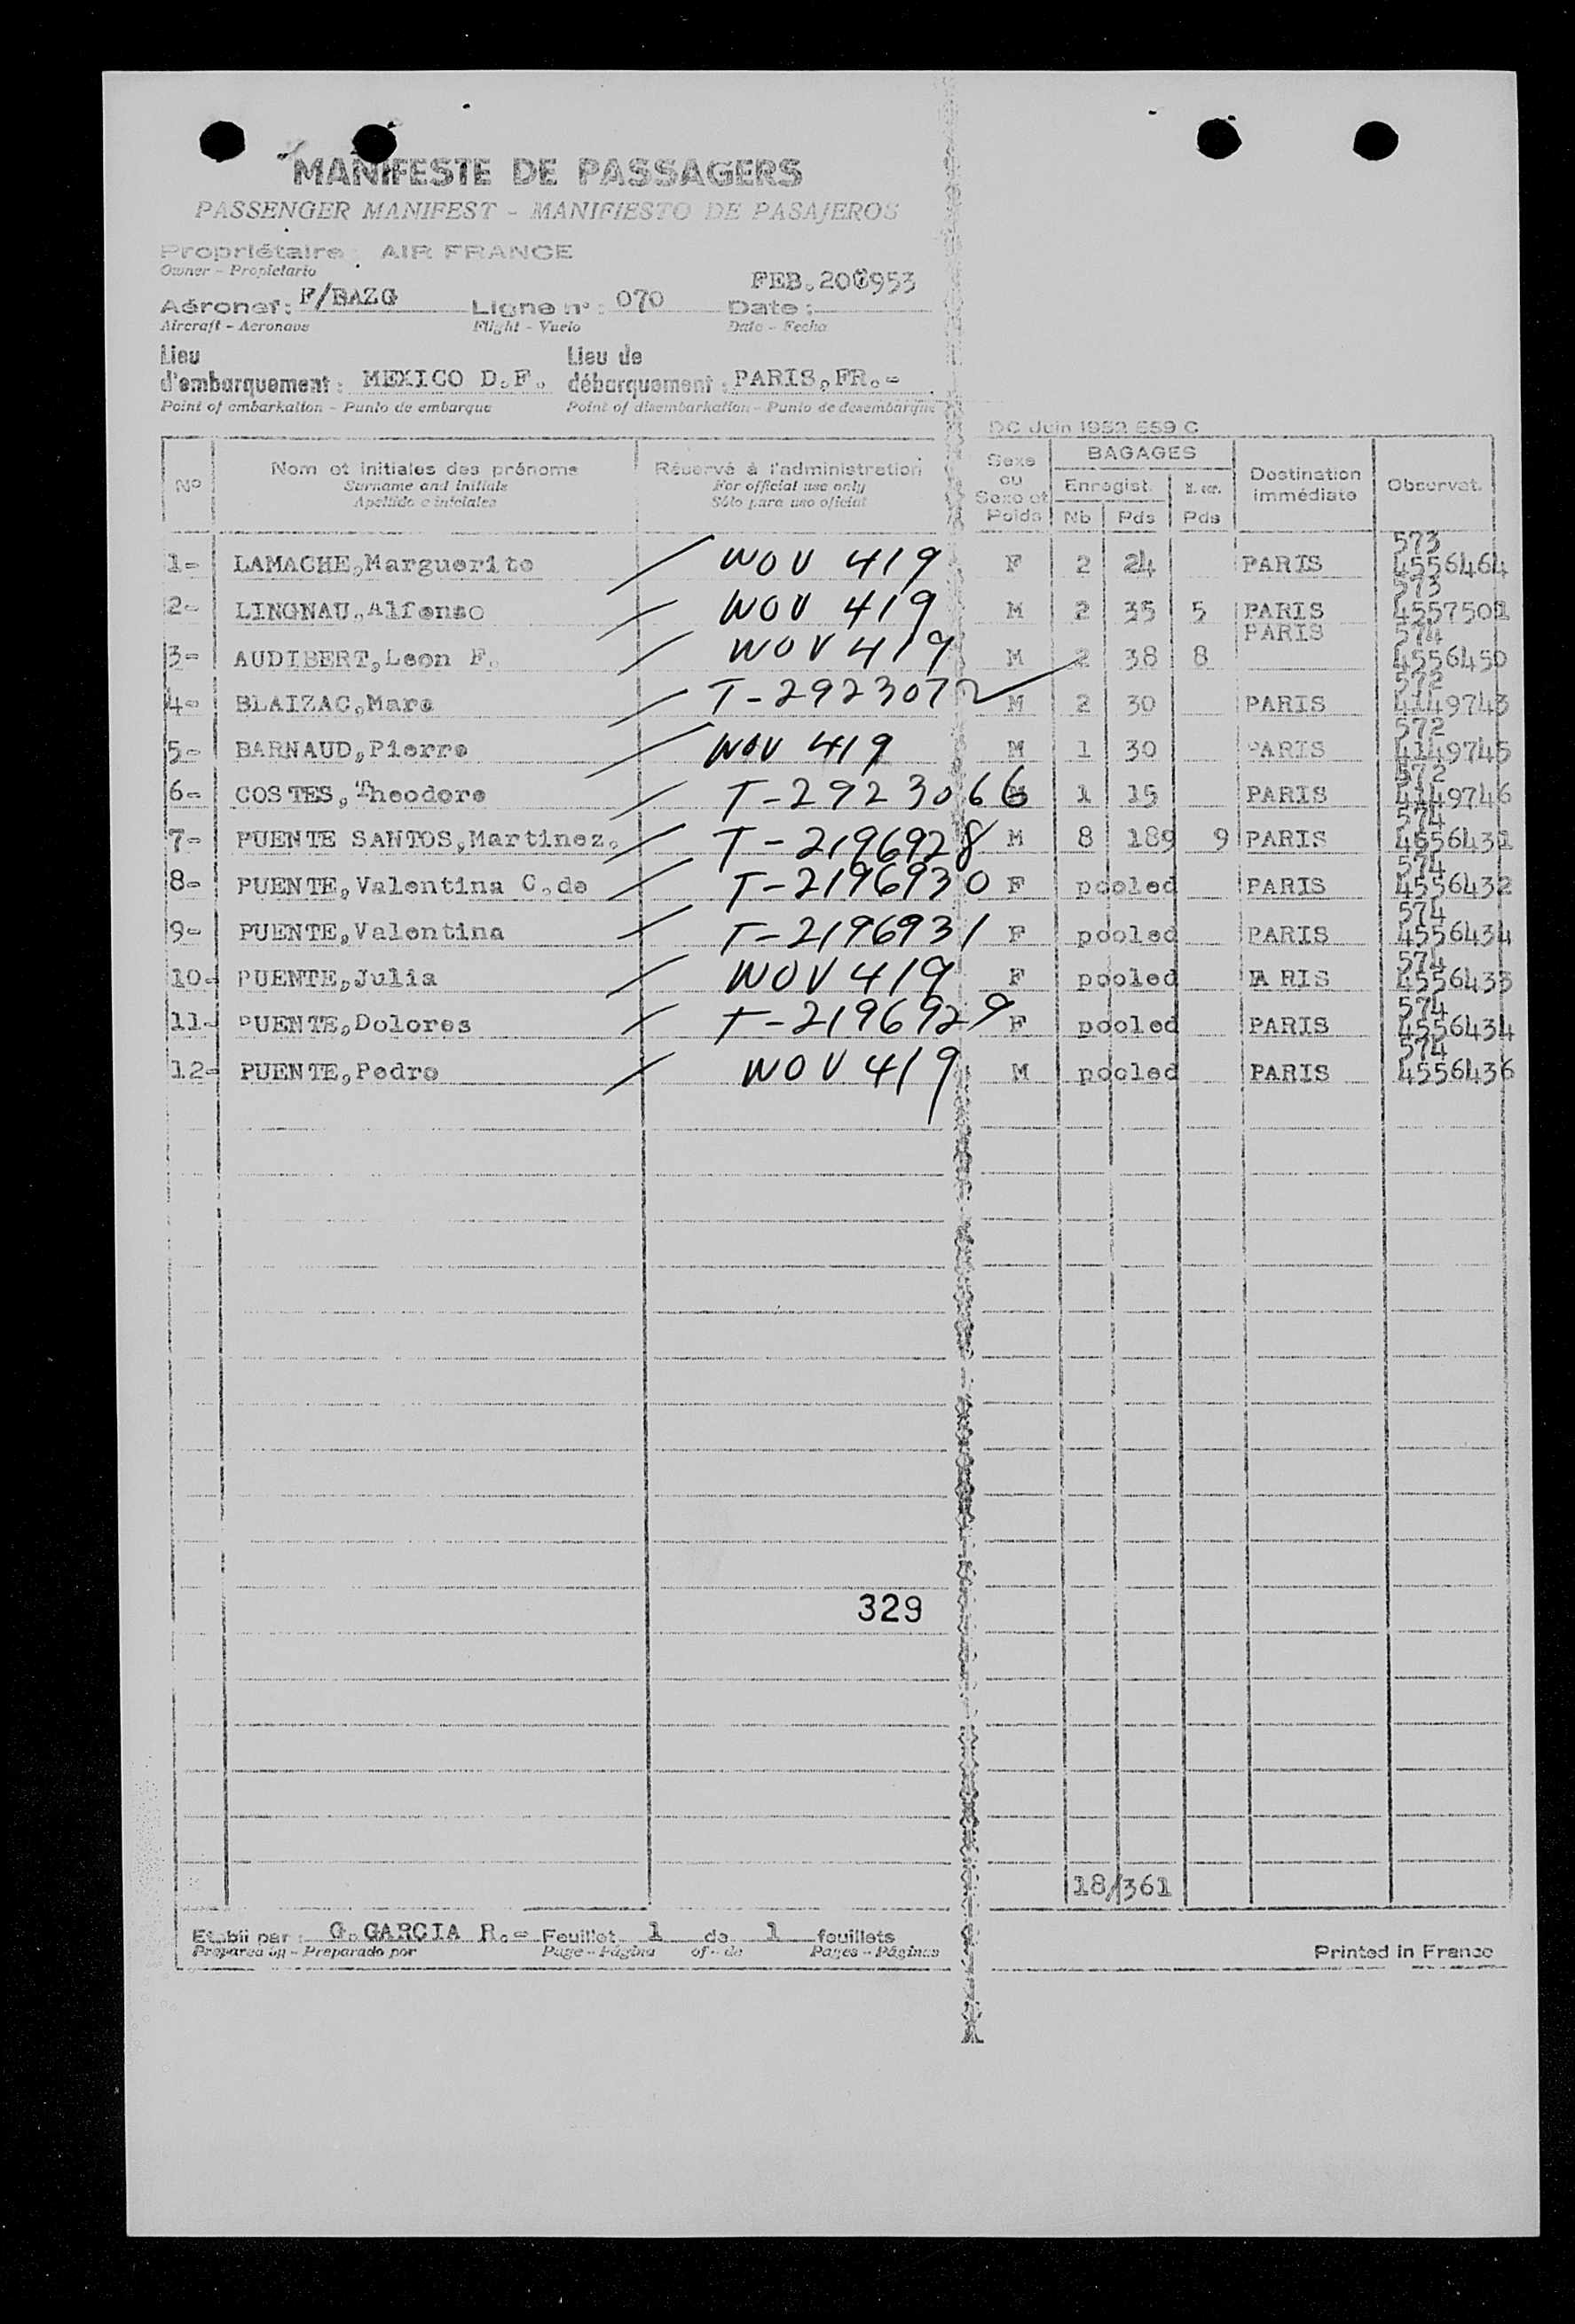 MANIFESTE DE PASSAGERS
PASSENGER MANIFEST - MANIFIESTO DE PASAJEROS
Propriétaire : AIR FRANCE
Owner - Propietario
FEB. 20 1953
Aéronef : F/BAZG Ligne n° : 070 Date :
Aircraft - Aeronave Flight - Vuelo Date - Fecha
Lieu d'embarquement : MEXICO D.F. Lieu de débarquement : PARIS, FR.=
Point of embarkation - Punto de embarque Point of disembarkation - Punto de desembarque
DC Juin 1952 659 C
N° Nom et initiales des prénoms Réservé à l'administration Sexe ou Sexe et Poids BAGAGES Destination immédiate Observat.
Surname and initials For official use only Enregist. N. enr.
Apellido e iniciales Sólo para uso oficial Nb Pds Pds
1= LAMACHE, Marguerite / WOV 419 F 2 24 PARIS 573 4556464
2= LINGNAU, Alfonso / WOV 419 M 2 35 5 PARIS 573 4557501
3= AUDIBERT, Leon F. / WOV 419 M 2 38 8 PARIS 574 4556450
4= BLAIZAC, Marc / T-2923072 M 2 30 PARIS 572 4149743
5= BARNAUD, Pierre / WOV 419 M 1 30 PARIS 572 4149745
6= COSTES, Theodore / T-2923066 M 1 15 PARIS 572 4149746
7= PUENTE SANTOS, Martinez. / T-2196928 M 8 189 9 PARIS 574 4556431
8= PUENTE, Valentina C. de / T-2196930 F pooled PARIS 574 4556432
9= PUENTE, Valentina / T-2196931 F pooled PARIS 574 4556434
10= PUENTE, Julia / WOV 419 F pooled PA RIS 574 4556433
11= PUENTE, Dolores / T-2196929 F pooled PARIS 574 4556434
12= PUENTE, Pedro / WOV 419 M pooled PARIS 574 4556436
329
18/361
Etabli par : G. GARCIA R.= Feuillet 1 de 1 feuillets
Prepared by - Preparado por Page - Página of - de Pages - Páginas
Printed in France